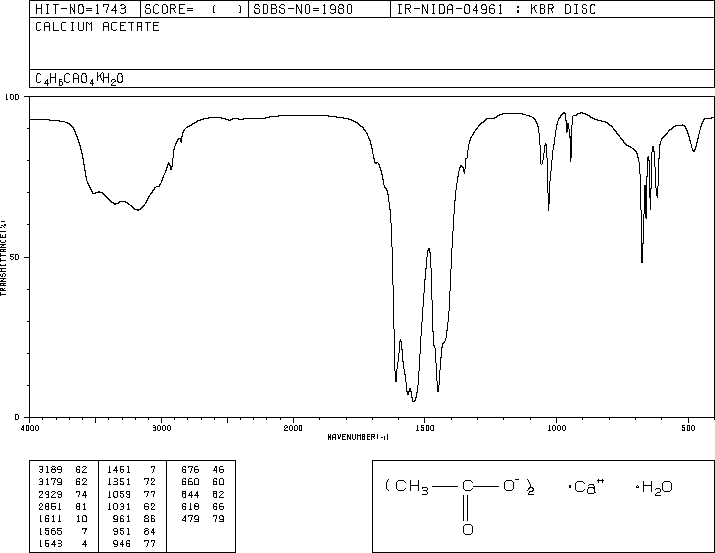 HIT-NO=1743 SCORE= ( ) SDBS-NO=1980 IR-NIDA-04961 : KBR DISC
CALCIUM ACETATE
C₄H₆CAO₄KH₂O
100
50
0
TRANSMITTANCE(%)
4000 3000 2000 1500 1000 500
WAVENUMBER(-1)
3189 62 1451 7 676 46
3179 62 1351 72 660 60
2929 74 1059 77 644 62
2851 81 1031 62 618 66
1611 10 961 86 479 79
1565 7 951 84
1543 4 946 77
(CH₃ C O⁻)₂ ·Ca⁺⁺ ·H₂O
O